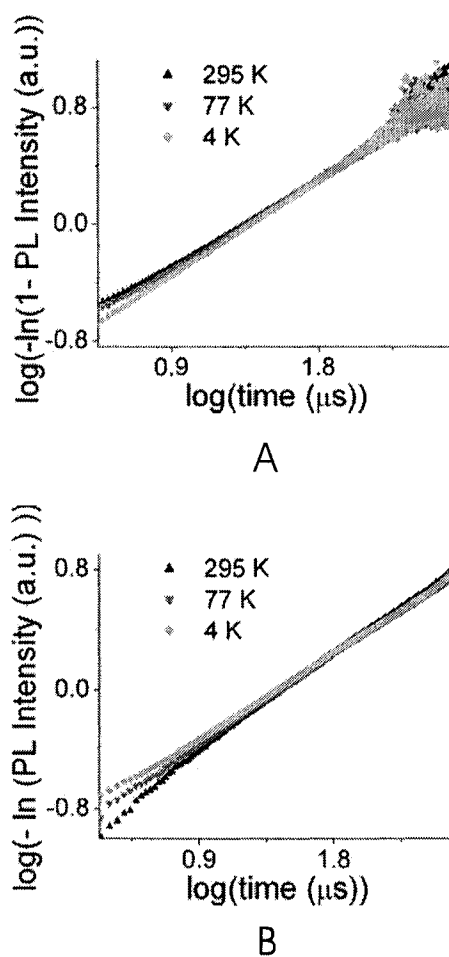 log(-ln(1- PL Intensity (a.u.)
295 K
77 K
4 K
0.8
0.0
-0.8
0.9 1.8
log(time (μs))
A
log(- ln (PL Intensity (a.u.) ))
295 K
77 K
4 K
0.8
0.0
-0.8
0.9 1.8
log(time (μs))
B